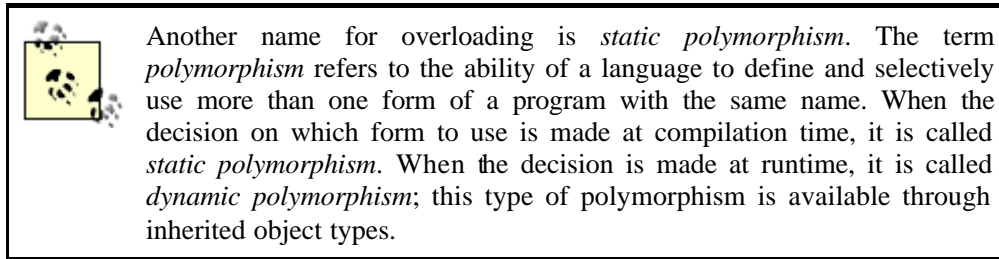 Another name for overloading is static polymorphism. The term
polymorphism refers to the ability of a language to define and selectively
use more than one form of a program with the same name. When the
decision on which form to use is made at compilation time, it is called
static polymorphism. When the decision is made at runtime, it is called
dynamic polymorphism; this type of polymorphism is available through
inherited object types.